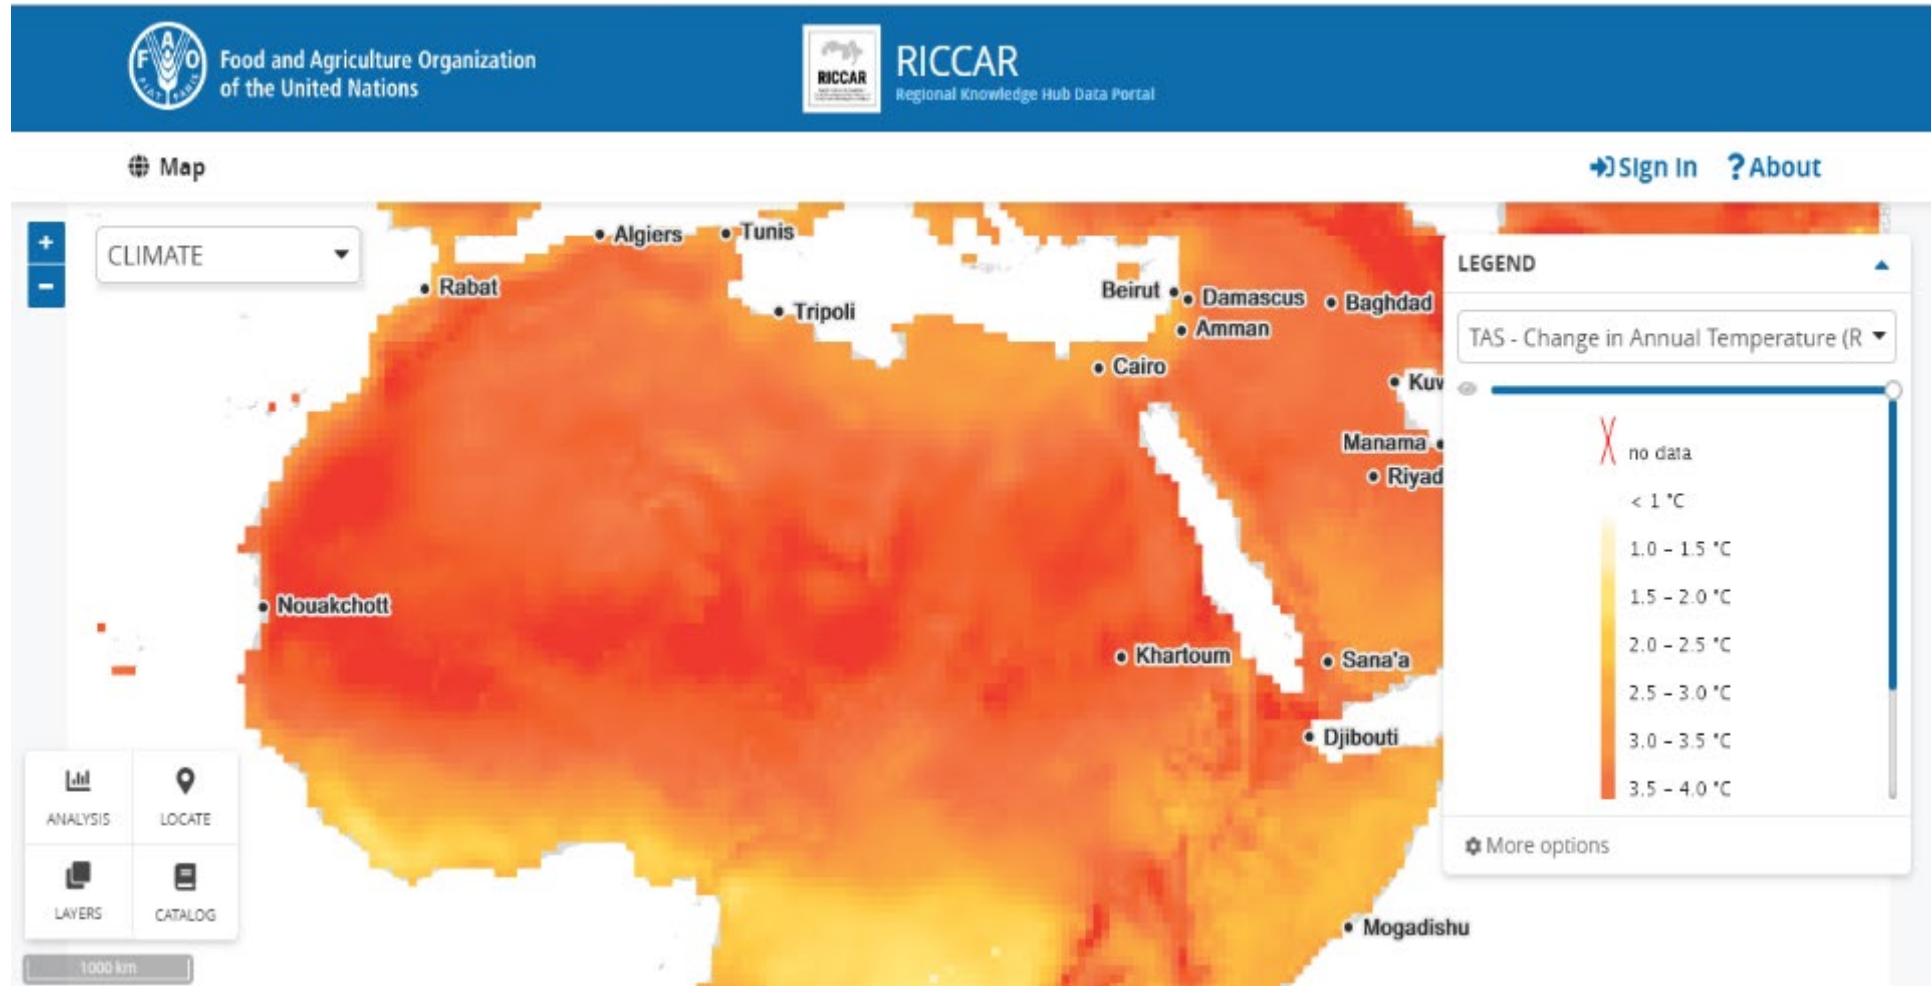 Food and Agriculture Organization
of the United Nations
RICCAR
RICCAR
Regional Knowledge Hub Data Portal
Map
Sign In
? About
+
-
CLIMATE
Algiers
Tunis
Rabat
Tripoli
Beirut
Damascus
Baghdad
Amman
Cairo
Kuw
Manama
Riyad
Nouakchott
Khartoum
Sana'a
Djibouti
Mogadishu
LEGEND
TAS - Change in Annual Temperature (R
no data
< 1 °C
1.0 – 1.5 °C
1.5 – 2.0 °C
2.0 – 2.5 °C
2.5 – 3.0 °C
3.0 – 3.5 °C
3.5 – 4.0 °C
More options
ANALYSIS
LOCATE
LAYERS
CATALOG
1000 km